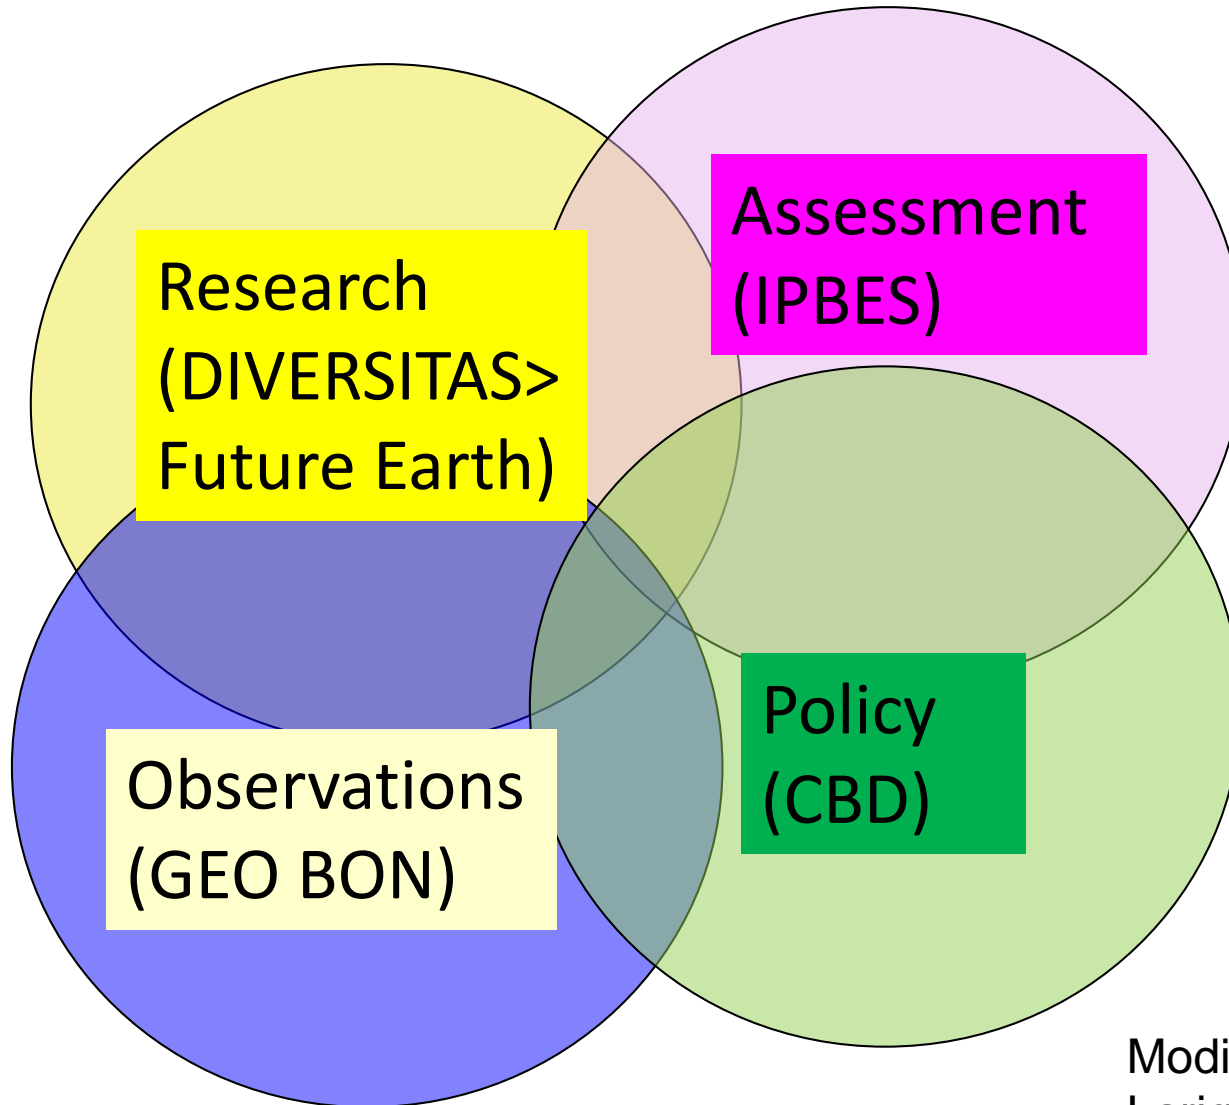 Assessment
(IPBES)
Research
(DIVERSITAS>
Future Earth)
Policy
(CBD)
Observations
(GEO BON)